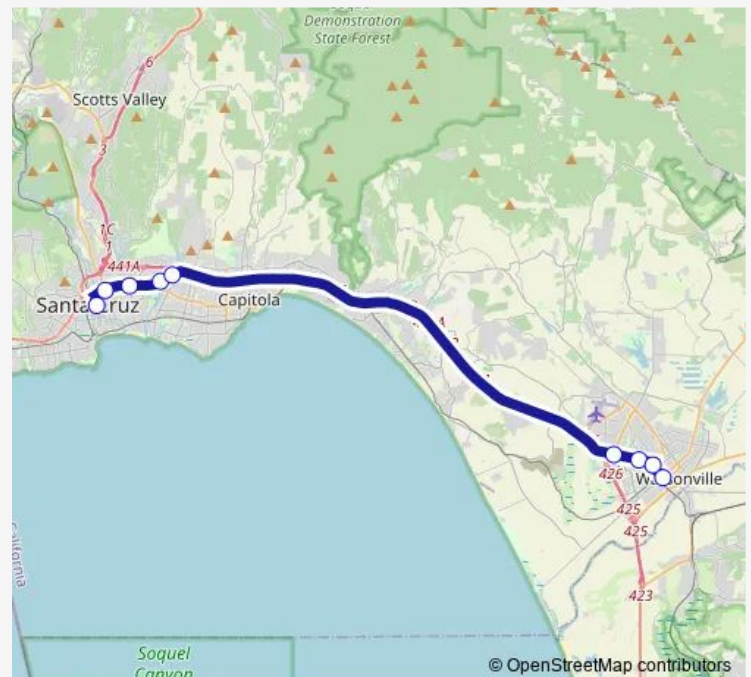 Demonstration
State Forest
6
Scotts Valley
3
1C
1
441A
Santa Cruz
Capitola
426
Watsonville
425
425
423
California
Soquel
Canyon
© OpenStreetMap contributors